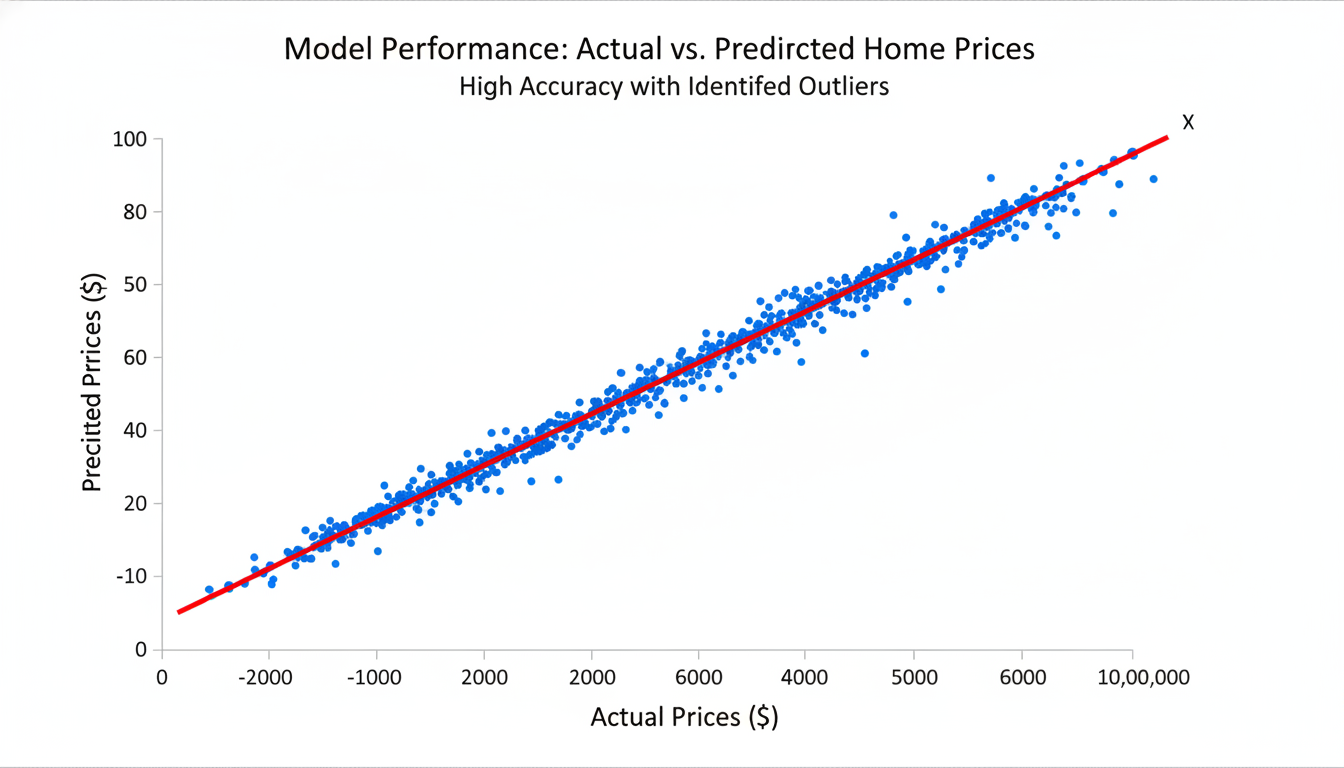 Model Performance: Actual vs. Predircted Home Prices
High Accuracy with Identifed Outliers
X
100
80
50
60
40
20
-10
0
Precitted Prrices ($)
0 -2000 -1000 2000 2000 6000 4000 5000 6000 10,00,000
Actual Prices ($)